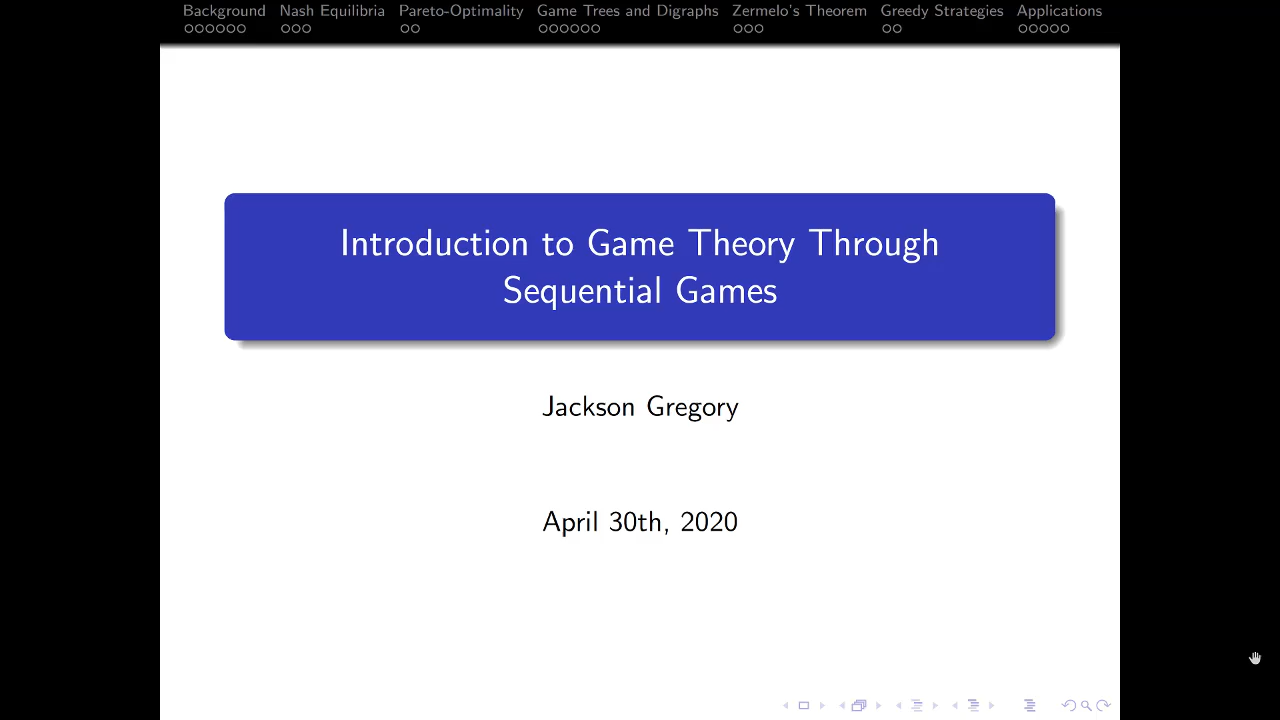 Background Nash Equilibria Pareto-Optimality Game Trees and Digraphs Zermelo's Theorem Greedy Strategies Applications
Introduction to Game Theory Through
Sequential Games
Jackson Gregory
April 30th, 2020